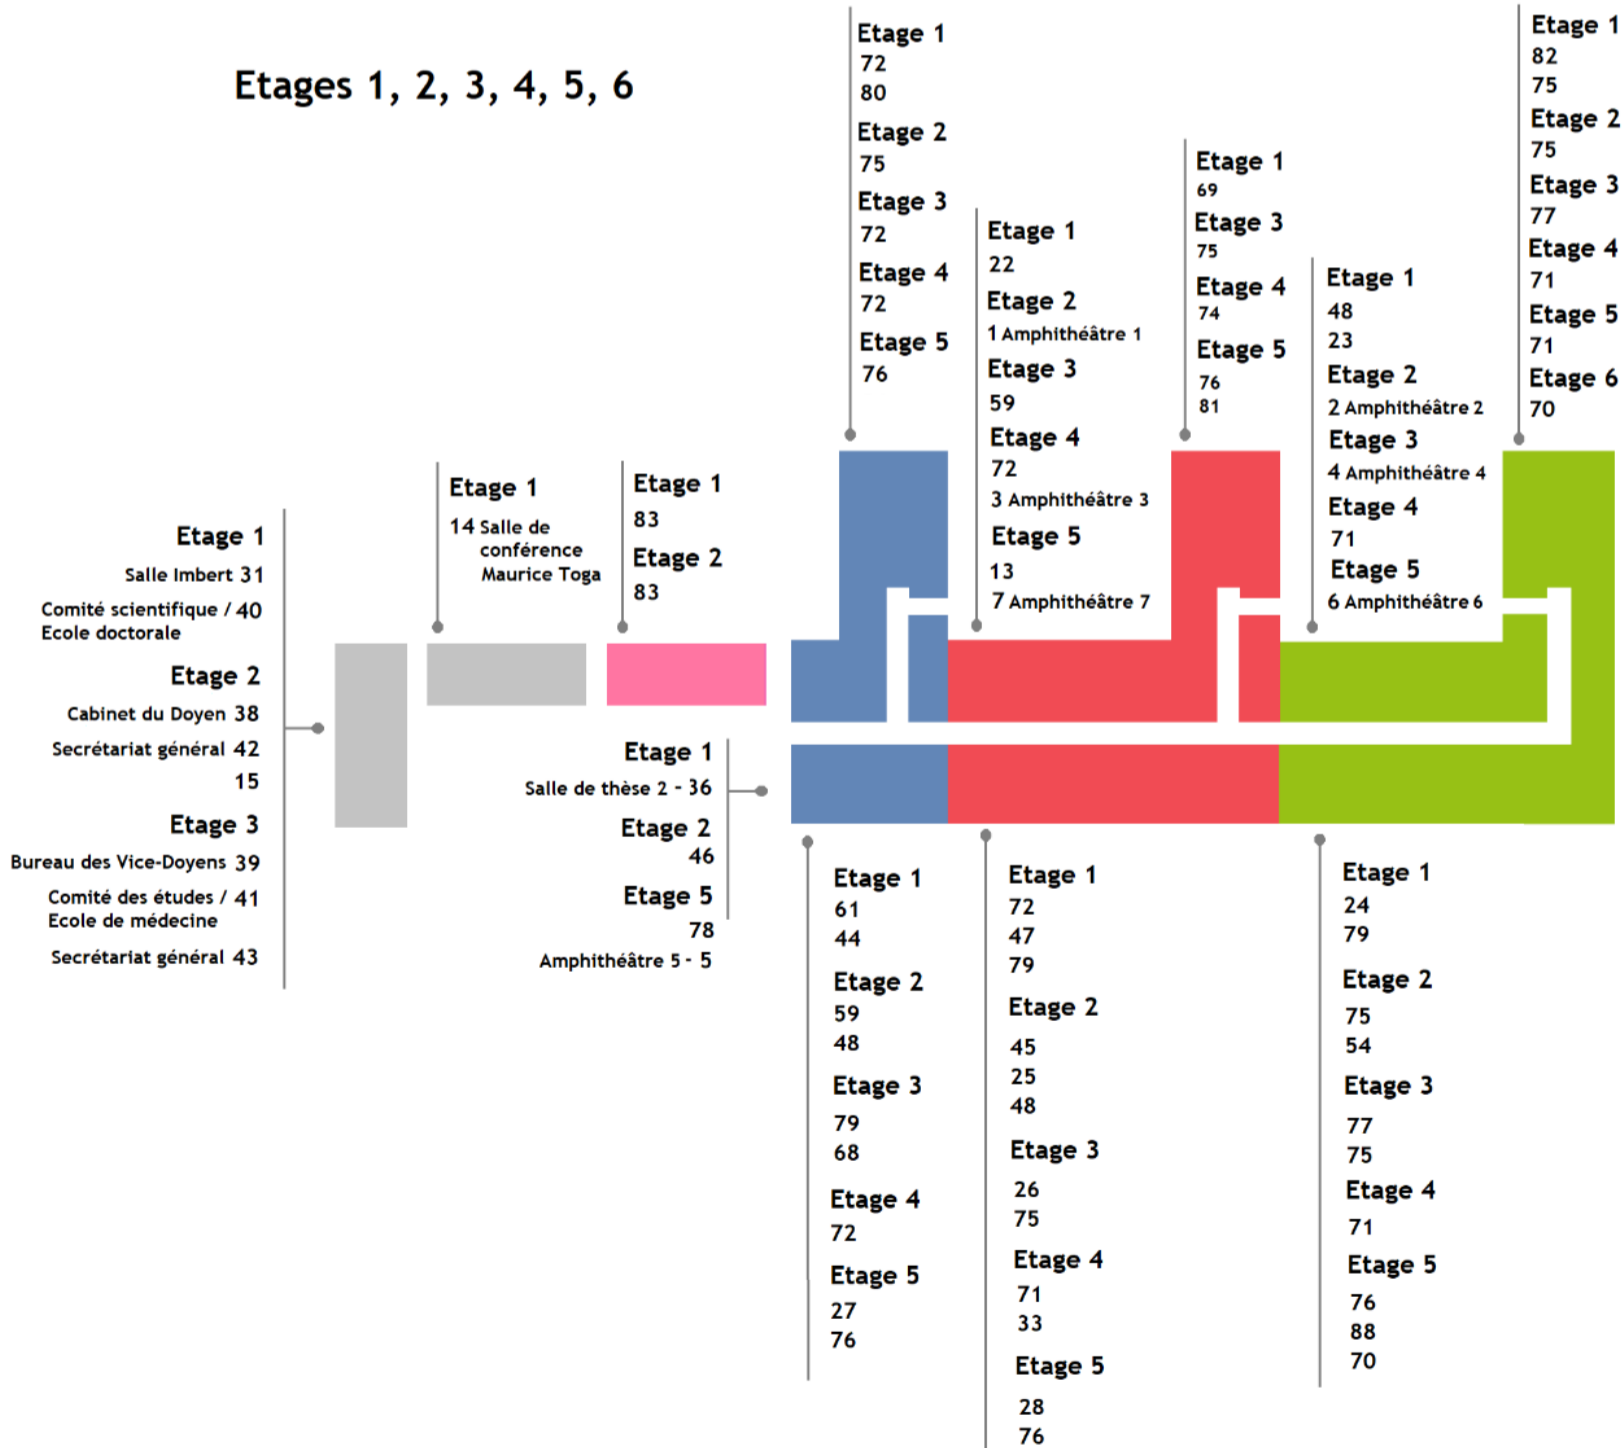 Etages 1, 2, 3, 4, 5, 6
Etage 1
Salle Imbert 31
Comité scientifique / 40
Ecole doctorale
Etage 2
Cabinet du Doyen 38
Secrétariat général 42
15
Etage 3
Bureau des Vice-Doyens 39
Comité des études / 41
Ecole de médecine
Secrétariat général 43
Etage 1
14 Salle de
conférence
Maurice Toga
Etage 1
83
Etage 2
83
Etage 1
Salle de thèse 2 - 36
Etage 2
46
Etage 5
78
Amphithéâtre 5 - 5
Etage 1
72
80
Etage 2
75
Etage 3
72
Etage 4
72
Etage 5
76
Etage 1
22
Etage 2
1 Amphithéâtre 1
Etage 3
59
Etage 4
72
3 Amphithéâtre 3
Etage 5
13
7 Amphithéâtre 7
Etage 1
69
Etage 3
75
Etage 4
74
Etage 5
76
81
Etage 1
48
23
Etage 2
2 Amphithéâtre 2
Etage 3
4 Amphithéâtre 4
Etage 4
71
Etage 5
6 Amphithéâtre 6
Etage 1
82
75
Etage 2
75
Etage 3
77
Etage 4
71
Etage 5
71
Etage 6
70
Etage 1
61
44
Etage 2
59
48
Etage 3
79
68
Etage 4
72
Etage 5
27
76
Etage 1
72
47
79
Etage 2
45
25
48
Etage 3
26
75
Etage 4
71
33
Etage 5
28
76
Etage 1
24
79
Etage 2
75
54
Etage 3
77
75
Etage 4
71
Etage 5
76
88
70